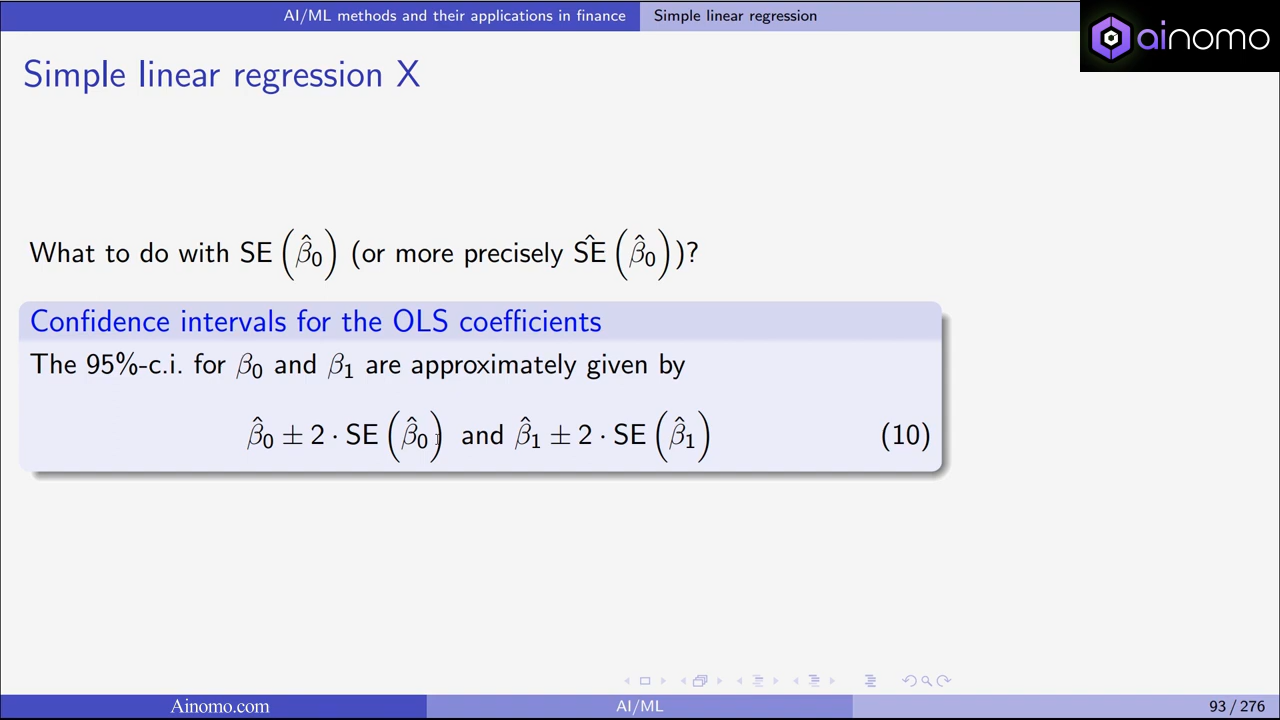 AI/ML methods and their applications in finance Simple linear regression
ainomo
Simple linear regression X
What to do with SE (β̂₀) (or more precisely SÊ (β̂₀))?
Confidence intervals for the OLS coefficients
The 95%-c.i. for β₀ and β₁ are approximately given by
β̂₀ ± 2 · SE (β̂₀) and β̂₁ ± 2 · SE (β̂₁) (10)
Ainomo.com AI/ML 93 / 276